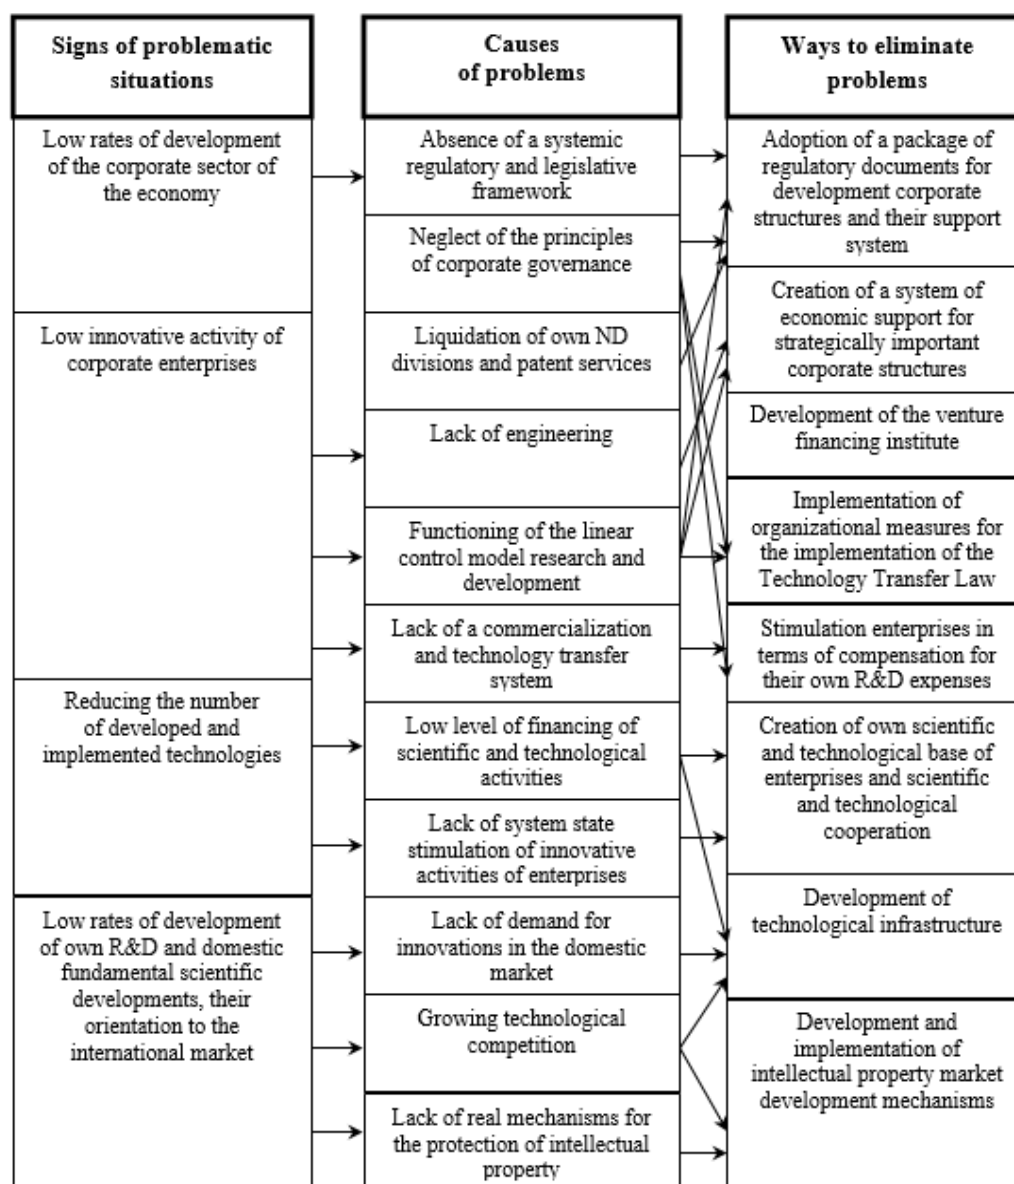 Signs of problematic
situations
Low rates of development
of the corporate sector of
the economy
Low innovative activity of
corporate enterprises
Reducing the number
of developed and
implemented technologies
Low rates of development
of own R&D and domestic
fundamental scientific
developments, their
orientation to the
international market
Causes
of problems
Absence of a systemic
regulatory and legislative
framework
Neglect of the principles
of corporate governance
Liquidation of own ND
divisions and patent services
Lack of engineering
Functioning of the linear
control model research and
development
Lack of a commercialization
and technology transfer
system
Low level of financing of
scientific and technological
activities
Lack of system state
stimulation of innovative
activities of enterprises
Lack of demand for
innovations in the domestic
market
Growing technological
competition
Lack of real mechanisms for
the protection of intellectual
property
Ways to eliminate
problems
Adoption of a package of
regulatory documents for
development corporate
structures and their support
system
Creation of a system of
economic support for
strategically important
corporate structures
Development of the venture
financing institute
Implementation of
organizational measures for
the implementation of the
Technology Transfer Law
Stimulation enterprises in
terms of compensation for
their own R&D expenses
Creation of own scientific
and technological base of
enterprises and scientific
and technological
cooperation
Development of
technological infrastructure
Development and
implementation of
intellectual property market
development mechanisms